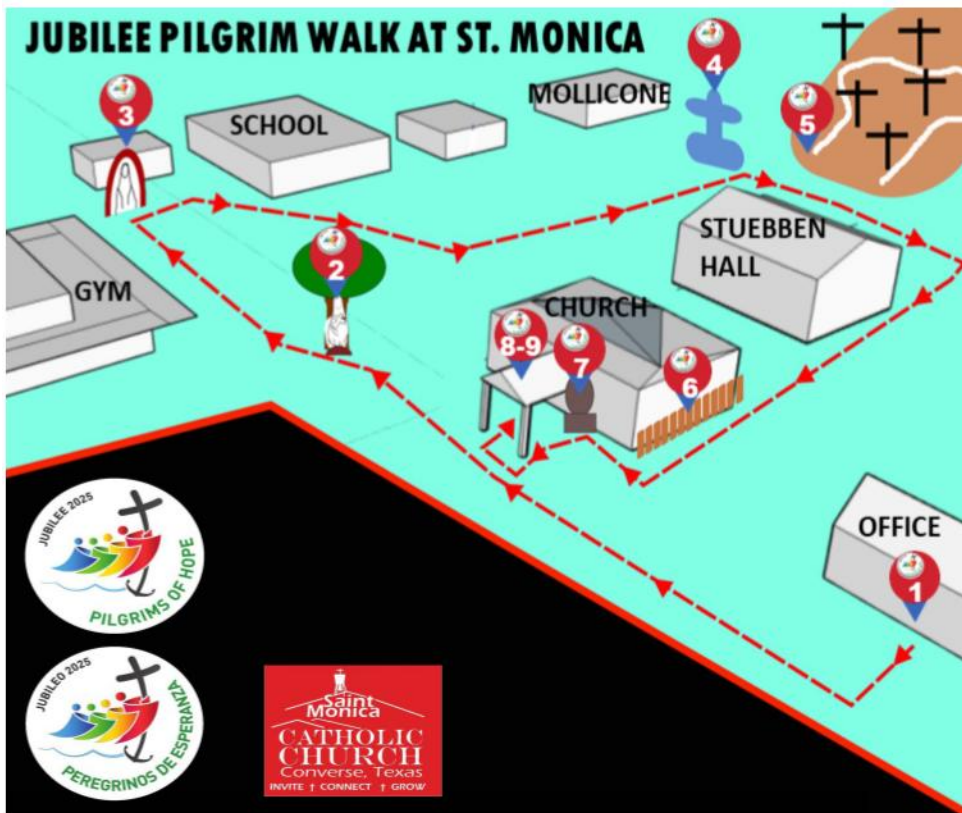 JUBILEE PILGRIM WALK AT ST. MONICA
4
MOLLICONE
5
3
SCHOOL
STUEBBEN
HALL
2
GYM
CHURCH
8-9
7
6
OFFICE
1
JUBILEE 2025
PILGRIMS OF HOPE
JUBILEO 2025
PEREGRINOS DE ESPERANZA
Saint
Monica
CATHOLIC
CHURCH
Converse, Texas
INVITE † CONNECT † GROW